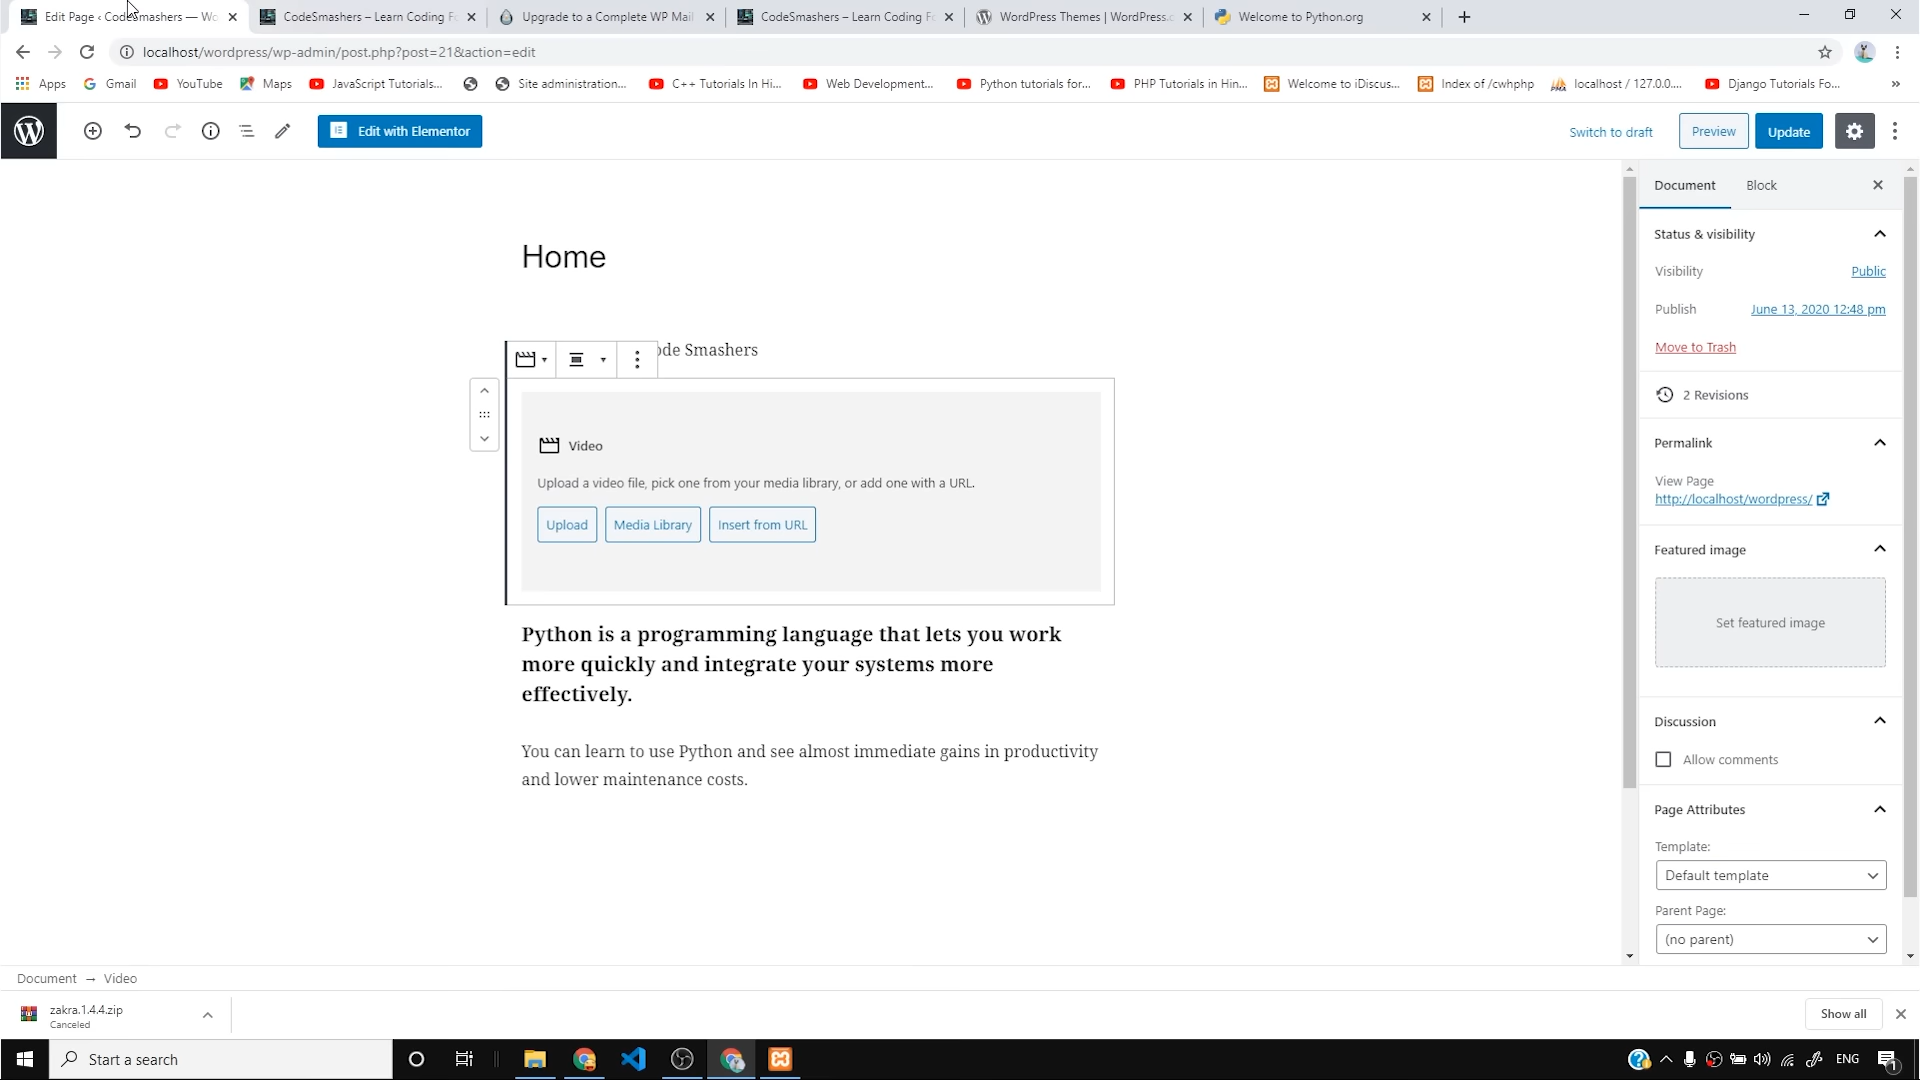 Edit Page ‹ CodeSmashers — Wo
CodeSmashers – Learn Coding Fo
Upgrade to a Complete WP Mail
CodeSmashers – Learn Coding Fo
WordPress Themes | WordPress.c
Welcome to Python.org
localhost/wordpress/wp-admin/post.php?post=21&action=edit
Apps
Gmail
YouTube
Maps
JavaScript Tutorials...
Site administration...
C++ Tutorials In Hi...
Web Development...
Python tutorials for...
PHP Tutorials in Hin...
Welcome to iDiscus...
Index of /cwhphp
localhost / 127.0.0....
Django Tutorials Fo...
»
Edit with Elementor
Switch to draft
Preview
Update
Document
Block
Home
ode Smashers
Video
Upload a video file, pick one from your media library, or add one with a URL.
Upload
Media Library
Insert from URL
Python is a programming language that lets you work
more quickly and integrate your systems more
effectively.
You can learn to use Python and see almost immediate gains in productivity
and lower maintenance costs.
Status & visibility
Visibility
Public
Publish
June 13, 2020 12:48 pm
Move to Trash
2 Revisions
Permalink
View Page
http://localhost/wordpress/
Featured image
Set featured image
Discussion
Allow comments
Page Attributes
Template:
Default template
Parent Page:
(no parent)
Document → Video
zakra.1.4.4.zip
Canceled
Show all
Start a search
ENG
1